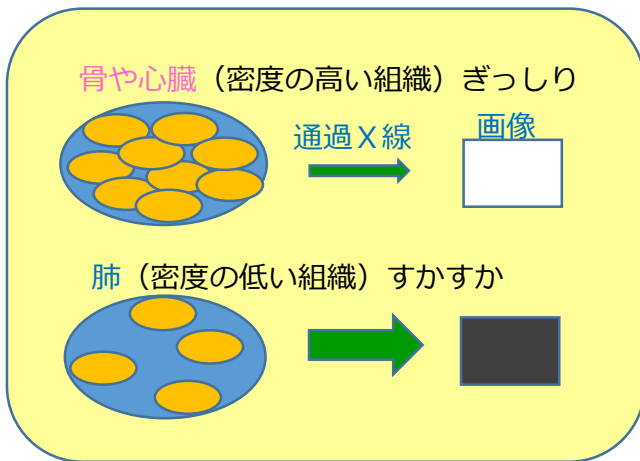 骨や心臓（密度の高い組織）ぎっしり
通過Ｘ線
画像
肺（密度の低い組織）すかすか